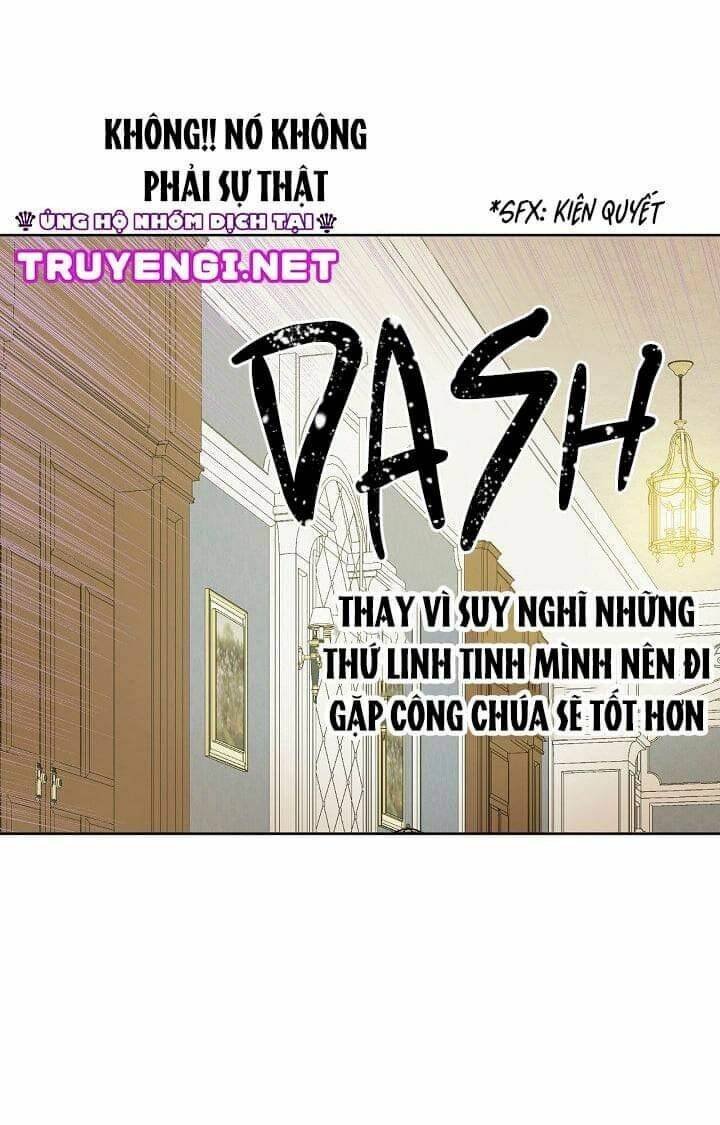 KHÔNG!! NÓ KHÔNG
PHẢI SỰ THẬT
ỦNG HỘ NHÓM DỊCH TẠI
TRUYENGI.NET
*SFX: KIÊN QUYẾT
DASH
THAY VÌ SUY NGHĨ NHỮNG
THỨ LINH TINH MÌNH NÊN ĐI
GẶP CÔNG CHÚA SẼ TỐT HƠN